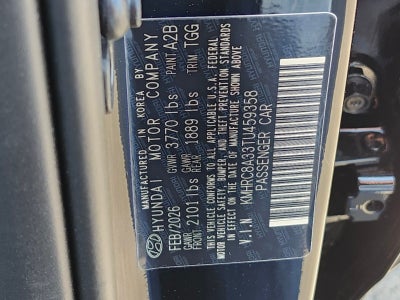 MANUFACTURED IN KOREA BY
HYUNDAI MOTOR COMPANY
FEB/2026 GVWR 3770 lbs PAINT A2B
GAWR FRONT 2101 lbs GAWR REAR 1889 lbs TRIM TGG
THIS VEHICLE CONFORMS TO ALL APPLICABLE U.S.A. FEDERAL
MOTOR VEHICLE SAFETY, BUMPER, AND THEFT PREVENTION STANDARDS
IN EFFECT ON THE DATE OF MANUFACTURE SHOWN ABOVE
V.I.N KMHRC8A38TU459358
PASSENGER CAR